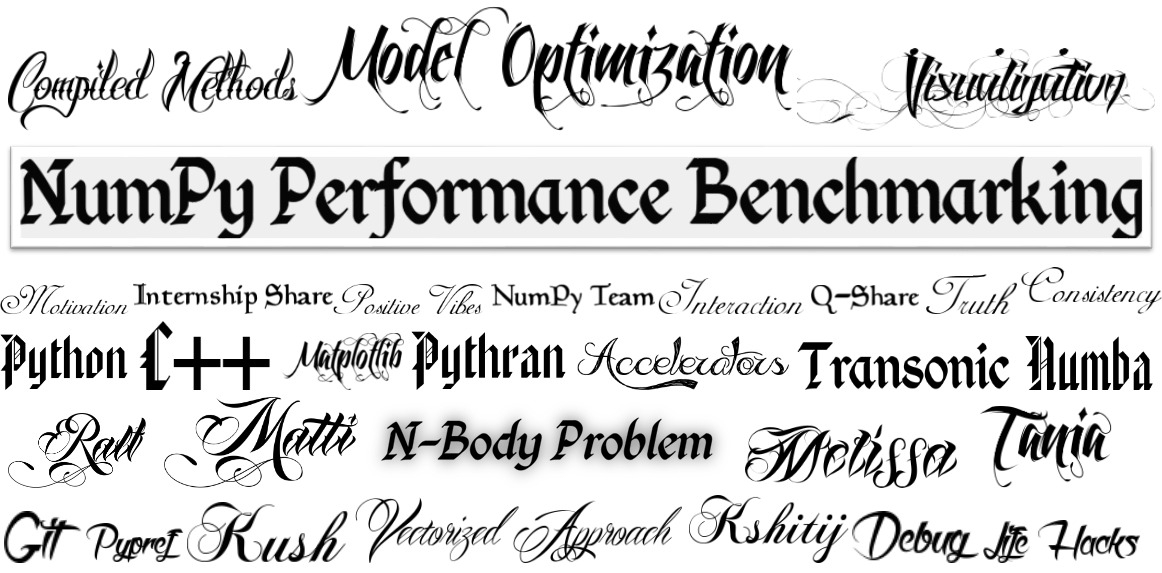 Compiled Methods Model Optimization Visualization
NumPy Performance Benchmarking
Motivation Internship Share Positive Vibes NumPy Team Interaction Q-Share Truth Consistency
Python C++ Matplotlib Pythran Accelerators Transonic Numba
Ralf Matti N-Body Problem Melissa Tania
Git Pyperf Kush Vectorized Approach Kshitij Debug Life Hacks